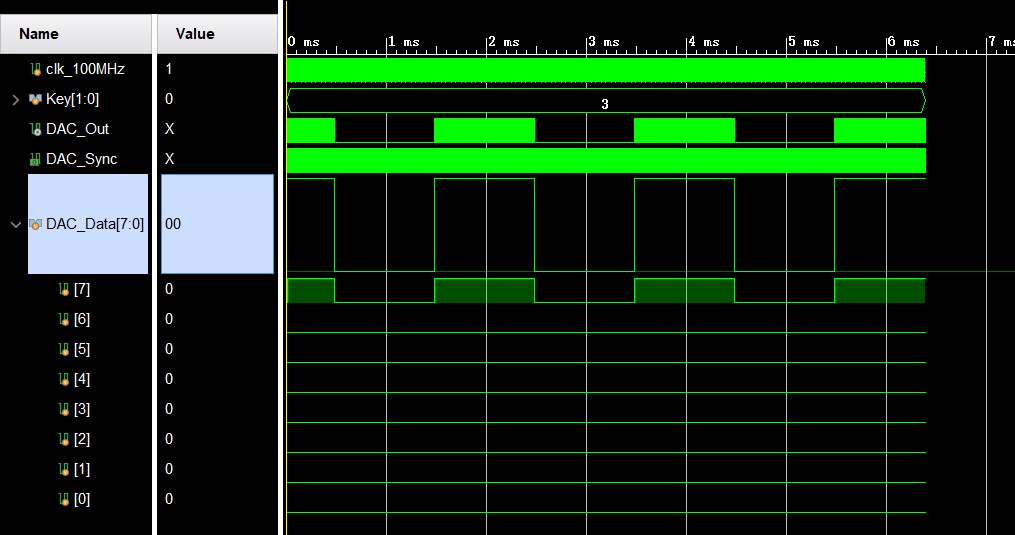 Name Value
0 ms 1 ms 2 ms 3 ms 4 ms 5 ms 6 ms 7 ms
clk_100MHz 1
Key[1:0] 0 3
DAC_Out X
DAC_Sync X
DAC_Data[7:0] 00
[7] 0
[6] 0
[5] 0
[4] 0
[3] 0
[2] 0
[1] 0
[0] 0